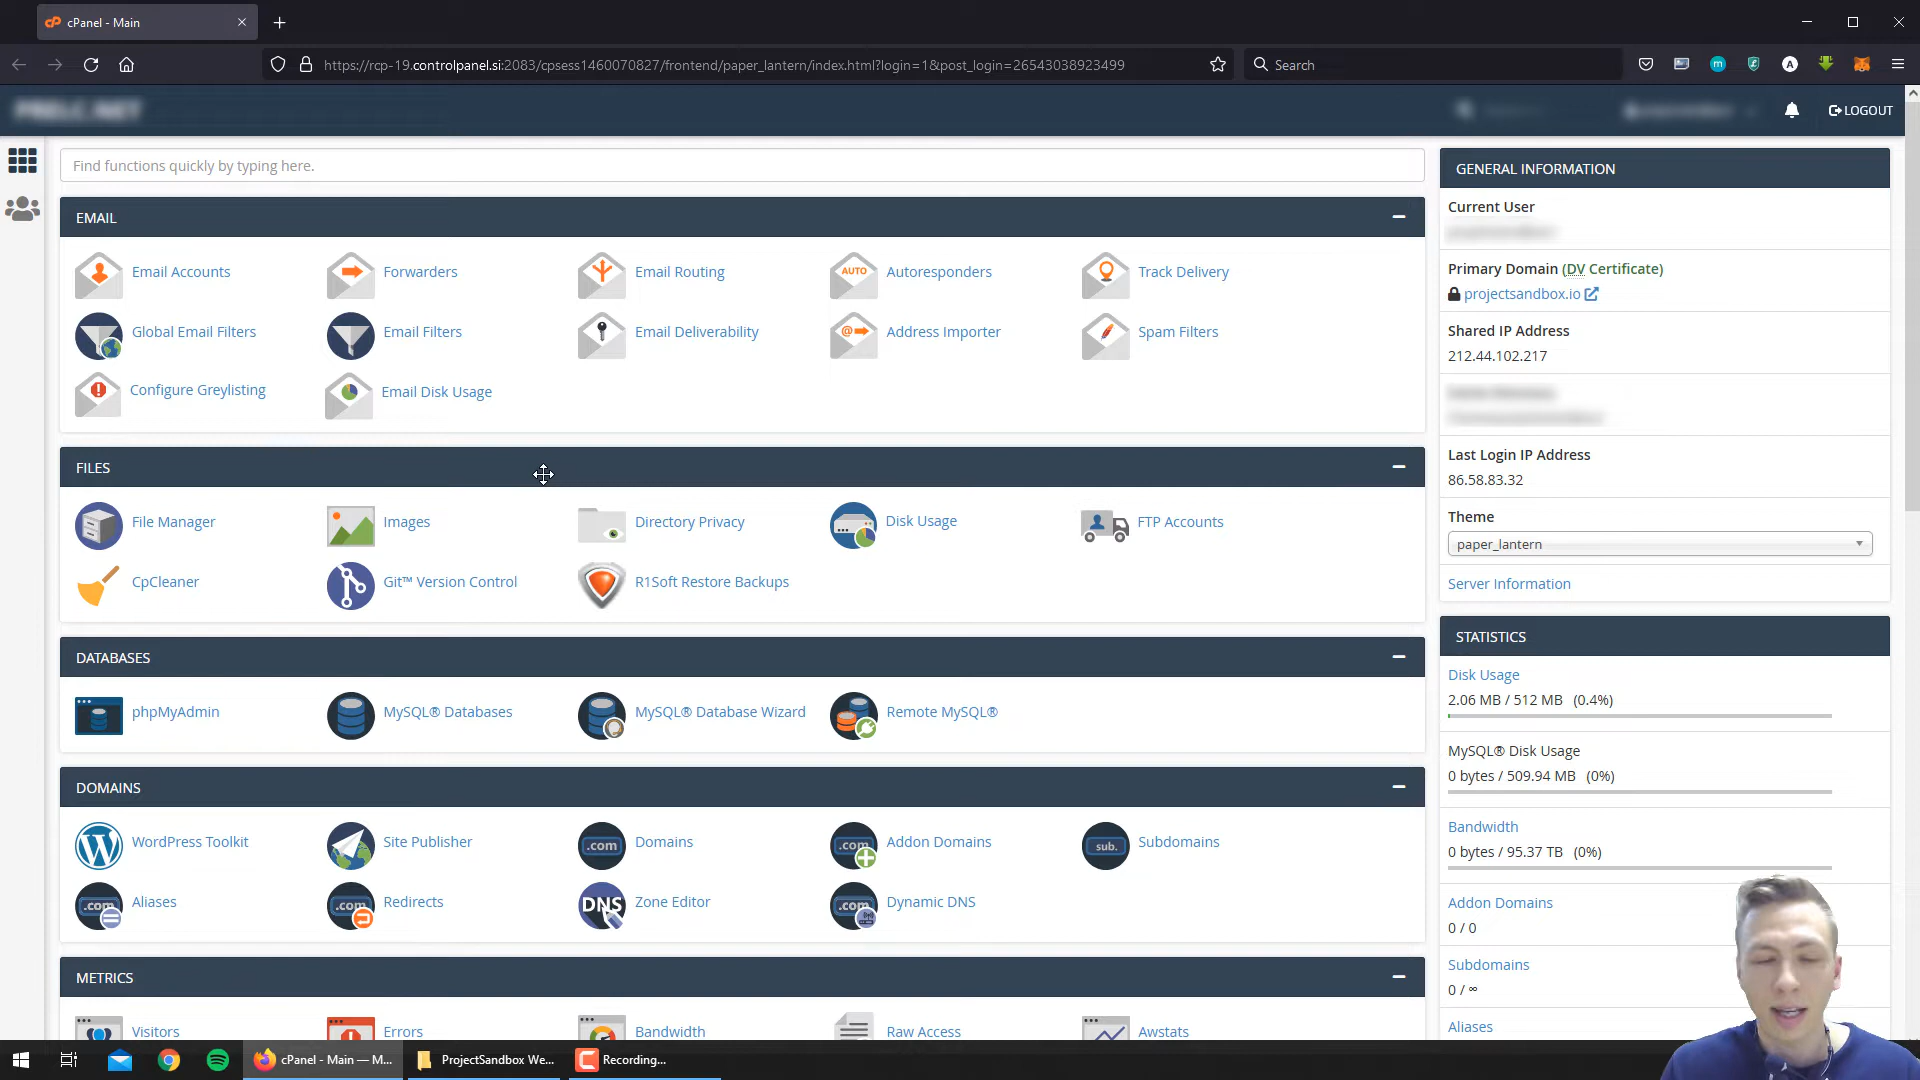 cPanel - Main
https://rcp-19.controlpanel.si:2083/cpsess1460070827/frontend/paper_lantern/index.html?login=1&post_login=26543038923499
Search
PRELC.NET
LOGOUT
Find functions quickly by typing here.
EMAIL
Email Accounts
Forwarders
Email Routing
AUTO
Autoresponders
Track Delivery
Global Email Filters
Email Filters
Email Deliverability
Address Importer
Spam Filters
Configure Greylisting
Email Disk Usage
FILES
File Manager
Images
Directory Privacy
Disk Usage
FTP Accounts
CpCleaner
Git™ Version Control
R1Soft Restore Backups
DATABASES
phpMyAdmin
MySQL® Databases
MySQL® Database Wizard
Remote MySQL®
DOMAINS
WordPress Toolkit
Site Publisher
.com
Domains
.com
Addon Domains
sub.
Subdomains
.com
Aliases
.com
Redirects
DNS
Zone Editor
.com
Dynamic DNS
METRICS
Visitors
Errors
Bandwidth
Raw Access
Awstats
GENERAL INFORMATION
Current User
Primary Domain (DV Certificate)
projectsandbox.io
Shared IP Address
212.44.102.217
Last Login IP Address
86.58.83.32
Theme
paper_lantern
Server Information
STATISTICS
Disk Usage
2.06 MB / 512 MB (0.4%)
MySQL® Disk Usage
0 bytes / 509.94 MB (0%)
Bandwidth
0 bytes / 95.37 TB (0%)
Addon Domains
0 / 0
Subdomains
0 / ∞
Aliases
cPanel - Main — M...
ProjectSandbox We...
Recording...